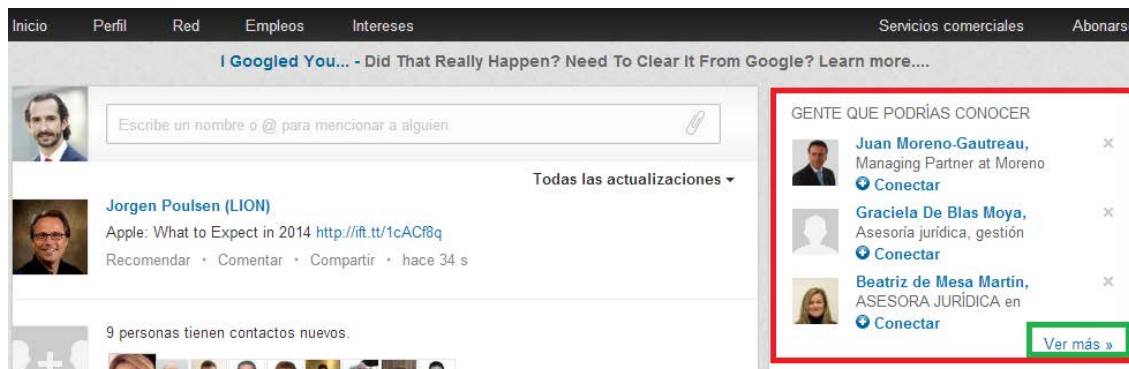 Inicio Perfil Red Empleos Intereses Servicios comerciales Abonars
I Googled You... - Did That Really Happen? Need To Clear It From Google? Learn more....
Escribe un nombre o @ para mencionar a alguien
Todas las actualizaciones
Jorgen Poulsen (LION)
Apple: What to Expect in 2014 http://ift.tt/1cACf8q
Recomendar · Comentar · Compartir · hace 34 s
9 personas tienen contactos nuevos.
GENTE QUE PODRÍAS CONOCER
Juan Moreno-Gautreau,
Managing Partner at Moreno
Conectar
Graciela De Blas Moya,
Asesoría jurídica, gestión
Conectar
Beatriz de Mesa Martín,
ASESORA JURÍDICA en
Conectar
Ver más »